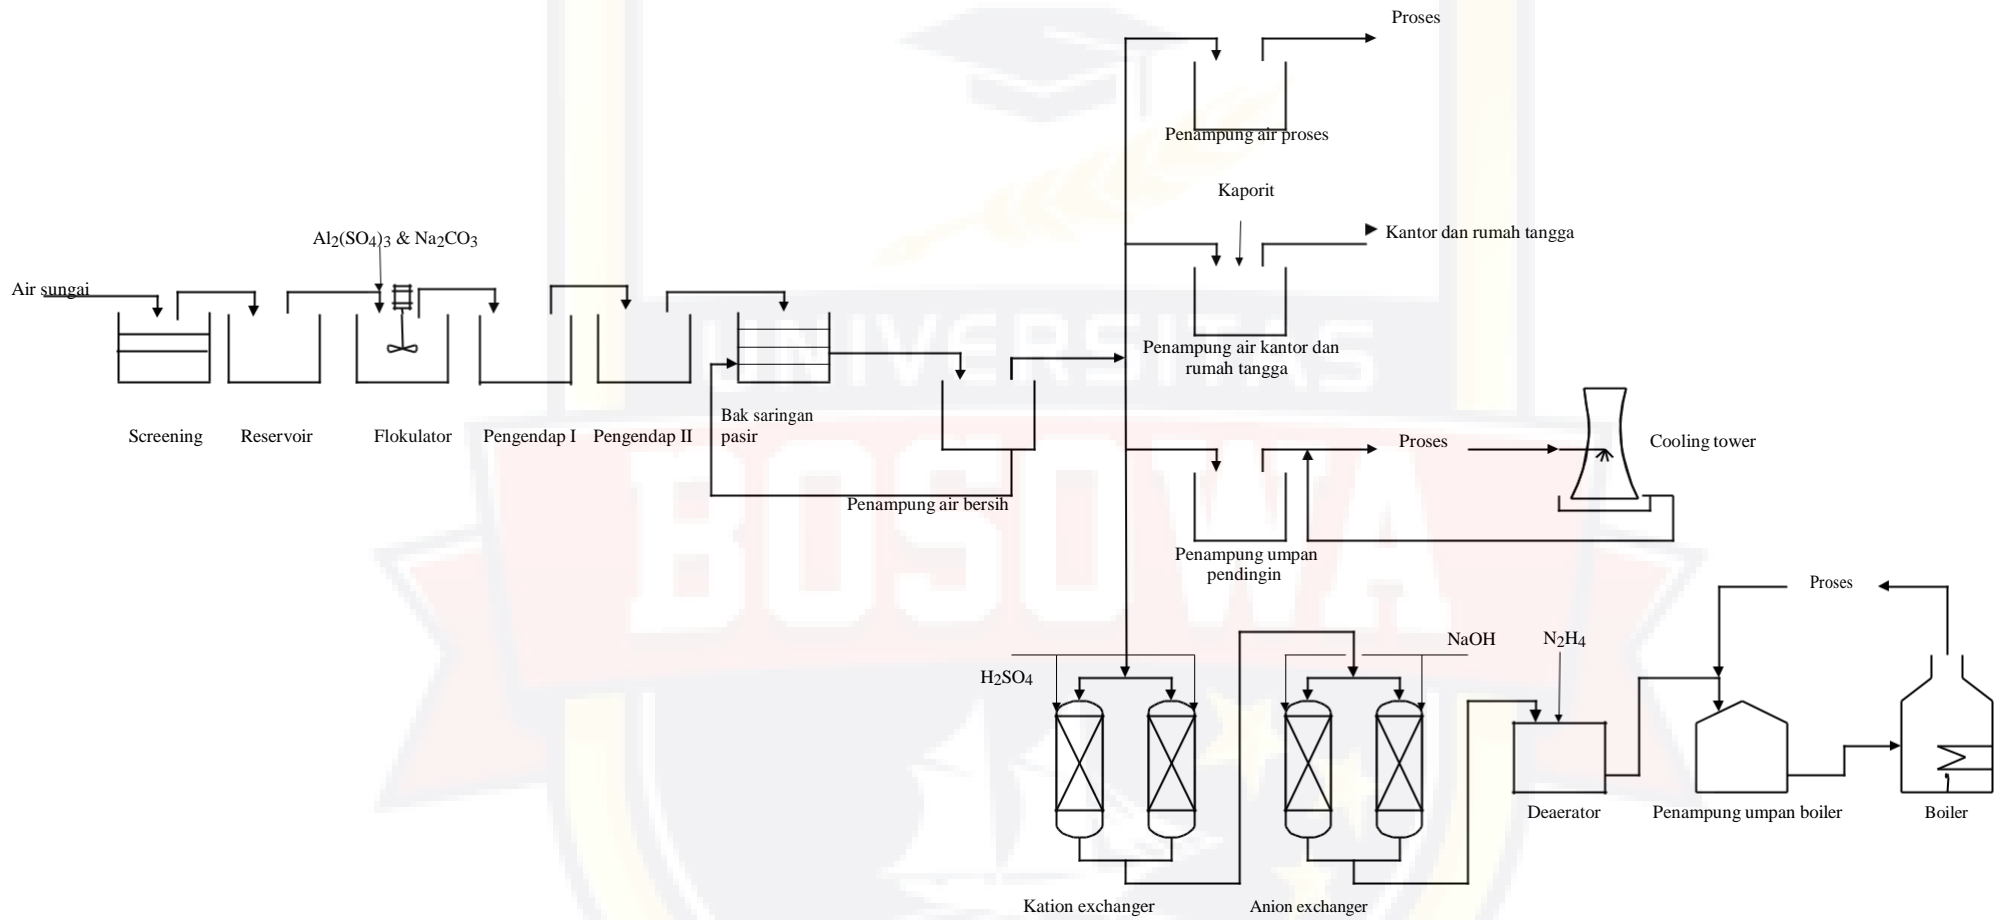 Proses
Penampung air proses
Kaporit
Kantor dan rumah tangga
Al2(SO4)3 & Na2CO3
Air sungai
Penampung air kantor dan
rumah tangga
Screening
Reservoir
Flokulator
Pengendap I
Pengendap II
Bak saringan
pasir
Penampung air bersih
Proses
Cooling tower
Penampung umpan
pendingin
Proses
H2SO4
NaOH
N2H4
Deaerator
Penampung umpan boiler
Boiler
Kation exchanger
Anion exchanger
UNIVERSITAS
BOSOWA